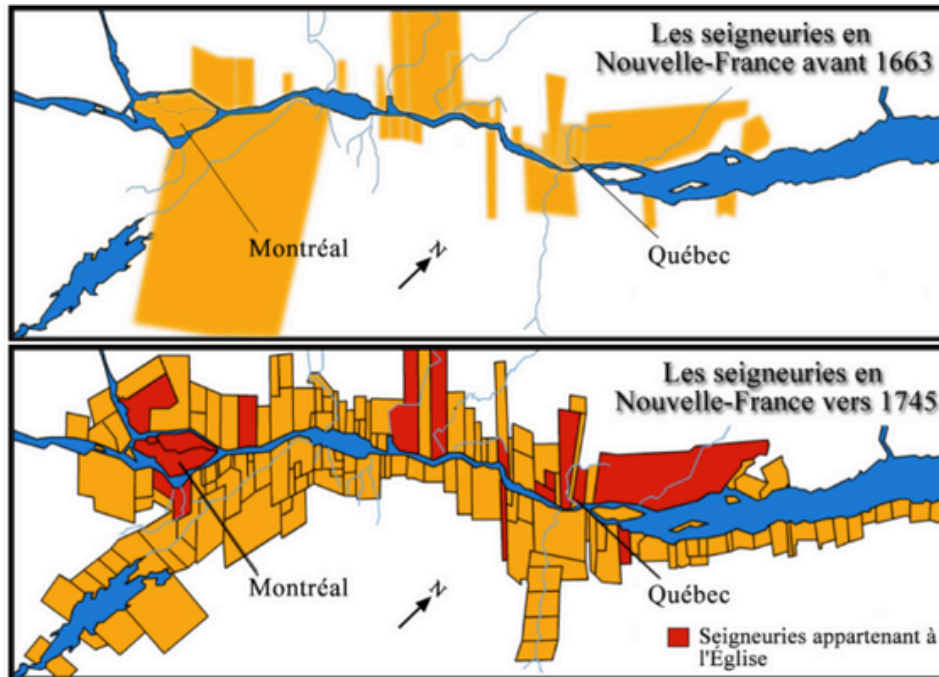 Les seigneuries en
Nouvelle-France avant 1663
Montréal
N
Québec
Les seigneuries en
Nouvelle-France vers 1745
Montréal
N
Québec
Seigneuries appartenant à
l'Église